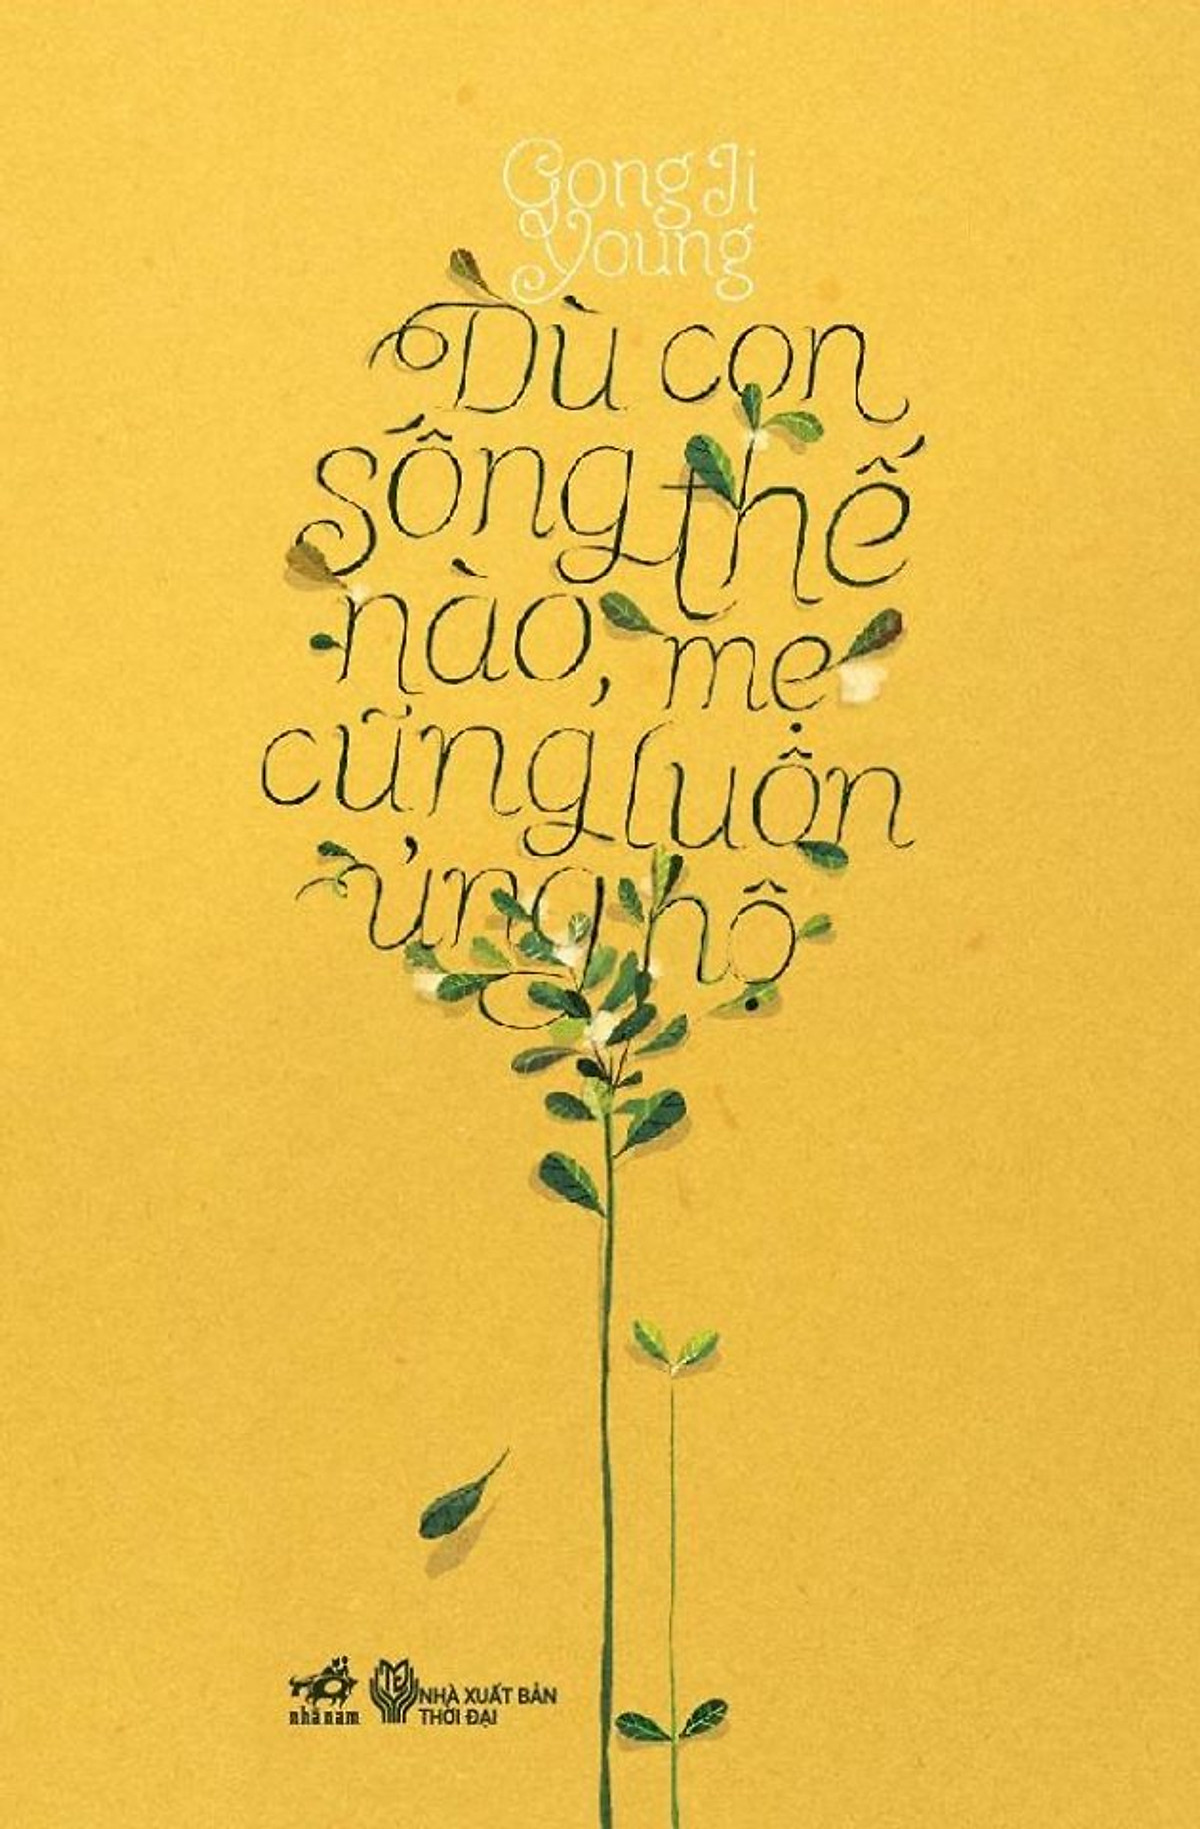 Gong Ji
Young
Dù con
sống thế
nào, mẹ
cũng luôn
ủng hộ
nhã nam
NHÀ XUẤT BẢN
THỜI ĐẠI